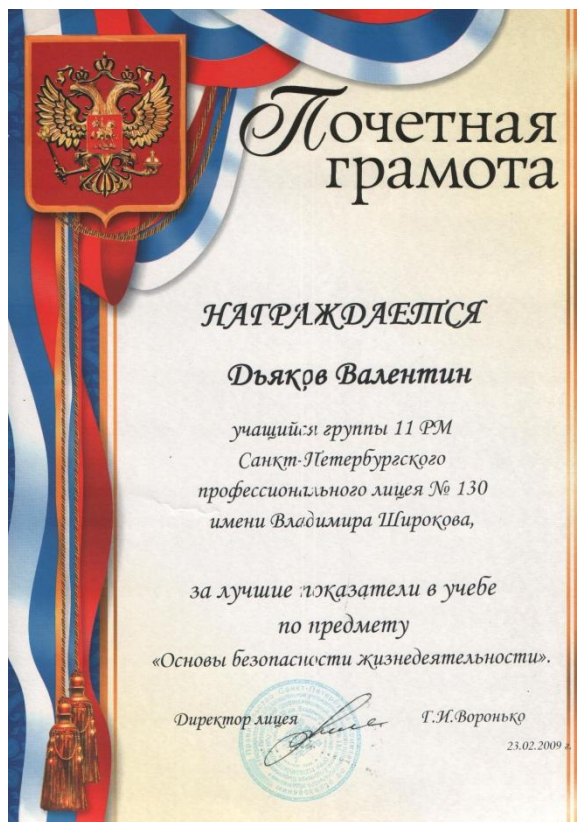 Почетная
грамота
НАГРАЖДАЕТСЯ
Дьяков Валентин
учащийся группы 11 РМ
Санкт-Петербургского
профессионального лицея № 130
имени Владимира Широкова,
за лучшие показатели в учебе
по предмету
«Основы безопасности жизнедеятельности».
Директор лицея Г.И.Воронько
23.02.2009 г.